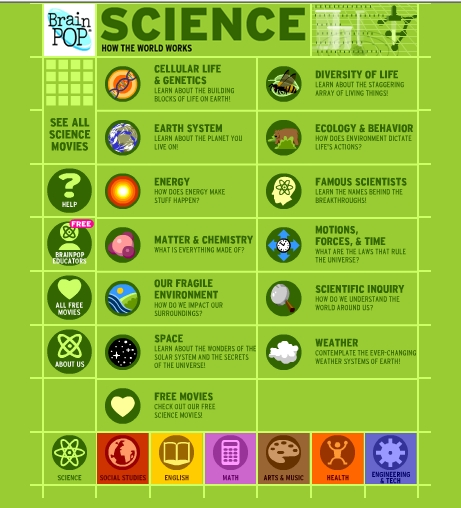 Brain
POP
SCIENCE
HOW THE WORLD WORKS
SEE ALL
SCIENCE
MOVIES
HELP
FREE
BRAINPOP
EDUCATORS
ALL FREE
MOVIES
ABOUT US
CELLULAR LIFE
& GENETICS
LEARN ABOUT THE BUILDING
BLOCKS OF LIFE ON EARTH!
DIVERSITY OF LIFE
LEARN ABOUT THE STAGGERING
ARRAY OF LIVING THINGS!
EARTH SYSTEM
LEARN ABOUT THE PLANET YOU
LIVE ON!
ECOLOGY & BEHAVIOR
HOW DOES ENVIRONMENT DICTATE
LIFE'S ACTIONS?
ENERGY
HOW DOES ENERGY MAKE
STUFF HAPPEN?
FAMOUS SCIENTISTS
LEARN THE NAMES BEHIND THE
BREAKTHROUGHS!
MATTER & CHEMISTRY
WHAT IS EVERYTHING MADE OF?
MOTIONS,
FORCES, & TIME
WHAT ARE THE LAWS THAT RULE
THE UNIVERSE?
OUR FRAGILE
ENVIRONMENT
HOW DO WE IMPACT OUR
SURROUNDINGS?
SCIENTIFIC INQUIRY
HOW DO WE UNDERSTAND THE
WORLD AROUND US?
SPACE
LEARN ABOUT THE WONDERS OF THE
SOLAR SYSTEM AND THE SECRETS
OF THE UNIVERSE!
WEATHER
CONTEMPLATE THE EVER-CHANGING
WEATHER SYSTEMS OF EARTH!
FREE MOVIES
CHECK OUT OUR FREE
SCIENCE MOVIES!
SCIENCE
SOCIAL STUDIES
ENGLISH
MATH
ARTS & MUSIC
HEALTH
ENGINEERING
& TECH